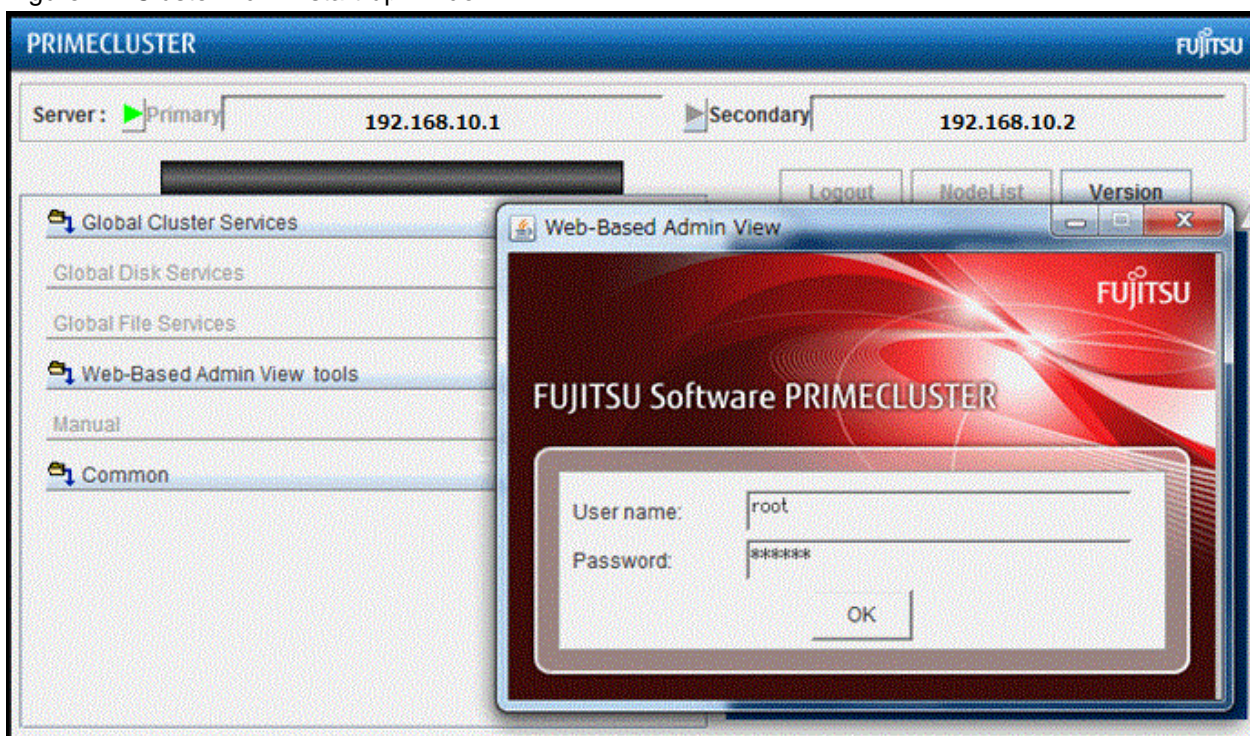 PRIMECLUSTER FUJITSU
Server: Primary 192.168.10.1 Secondary 192.168.10.2
Logout NodeList Version
Global Cluster Services
Global Disk Services
Global File Services
Web-Based Admin View tools
Manual
Common
Web-Based Admin View
FUJITSU
FUJITSU Software PRIMECLUSTER
User name: root
Password: ******
OK